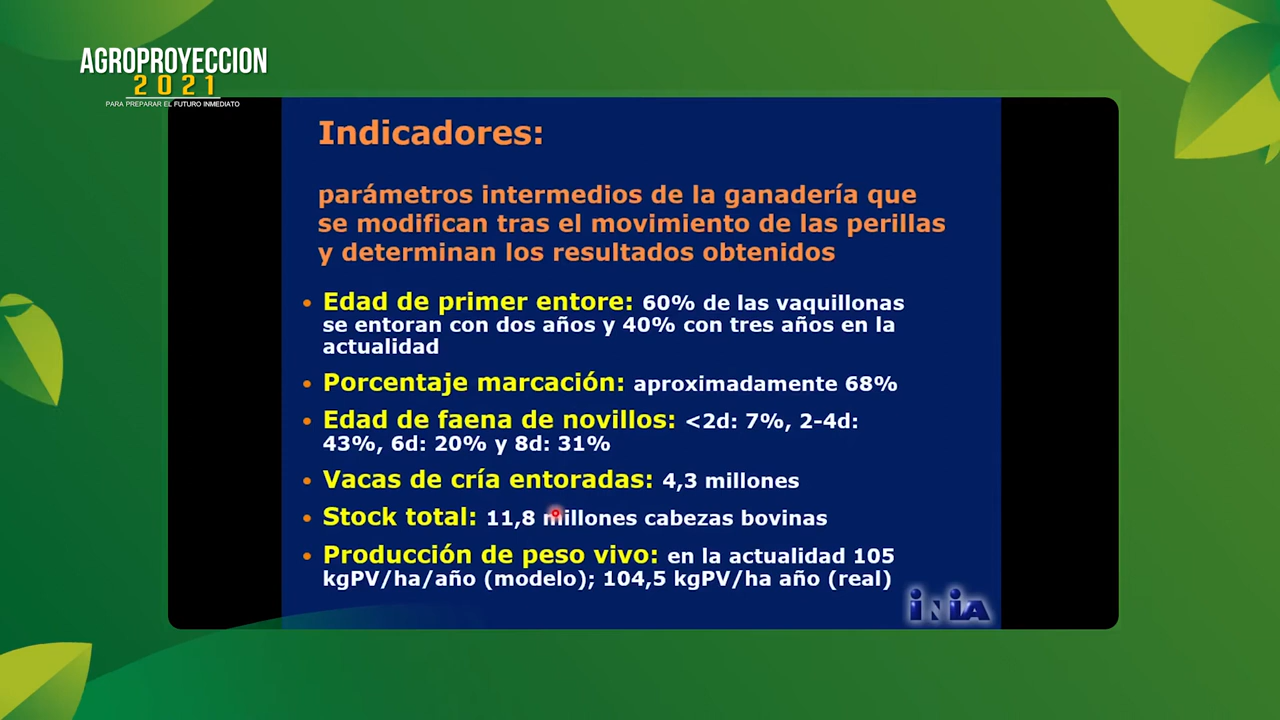 AGROPROYECCION
2021
PARA PREPARAR EL FUTURO INMEDIATO
Indicadores:
parámetros intermedios de la ganadería que
se modifican tras el movimiento de las perillas
y determinan los resultados obtenidos
• Edad de primer entore: 60% de las vaquillonas
se entoran con dos años y 40% con tres años en la
actualidad
• Porcentaje marcación: aproximadamente 68%
• Edad de faena de novillos: <2d: 7%, 2-4d:
43%, 6d: 20% y 8d: 31%
• Vacas de cría entoradas: 4,3 millones
• Stock total: 11,8 millones cabezas bovinas
• Producción de peso vivo: en la actualidad 105
kgPV/ha/año (modelo); 104,5 kgPV/ha año (real)
iNiA